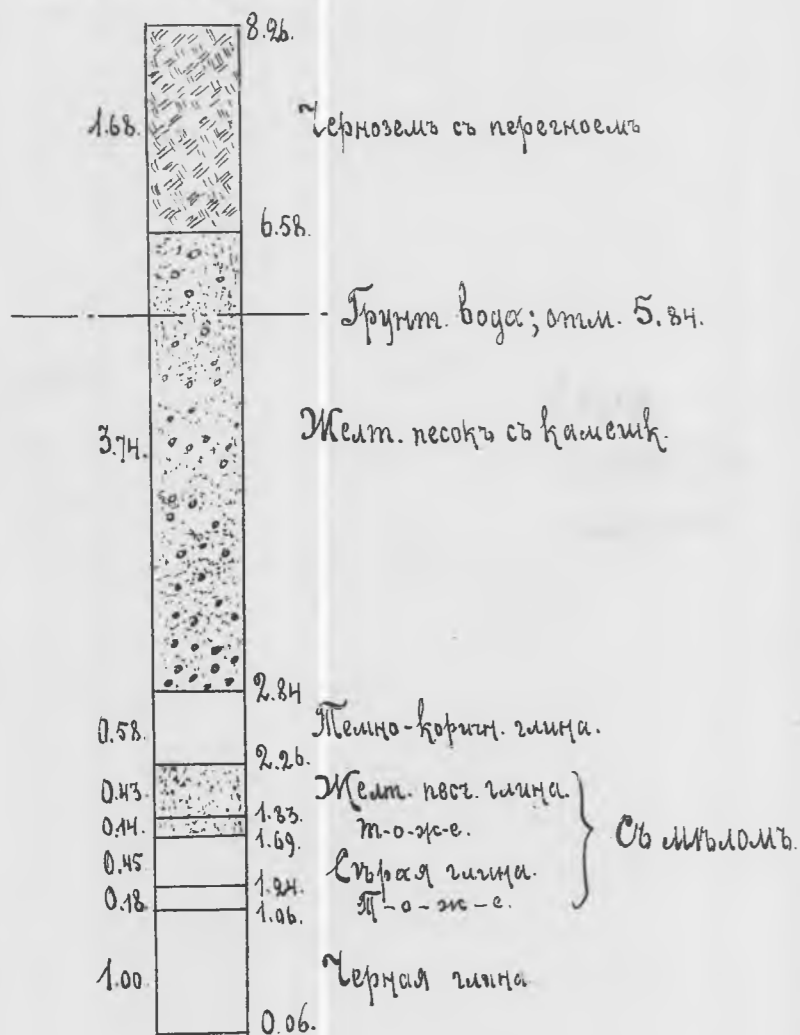 8.26.
1.68. Черноземъ съ перегноемъ
6.58.
Грунт. вода; отм. 5.84.
3.74. Желт. песокъ съ камешк.
2.84
0.58. Темно-коричн. глина.
2.26.
0.43 Желт. песч. глина.
1.83.
0.14. т-о-ж-е.
1.69. Съ мѣломъ.
0.45 Сѣрая глина.
1.24.
0.18. Т-о-ж-е.
1.06.
1.00 Черная глина
0.06.